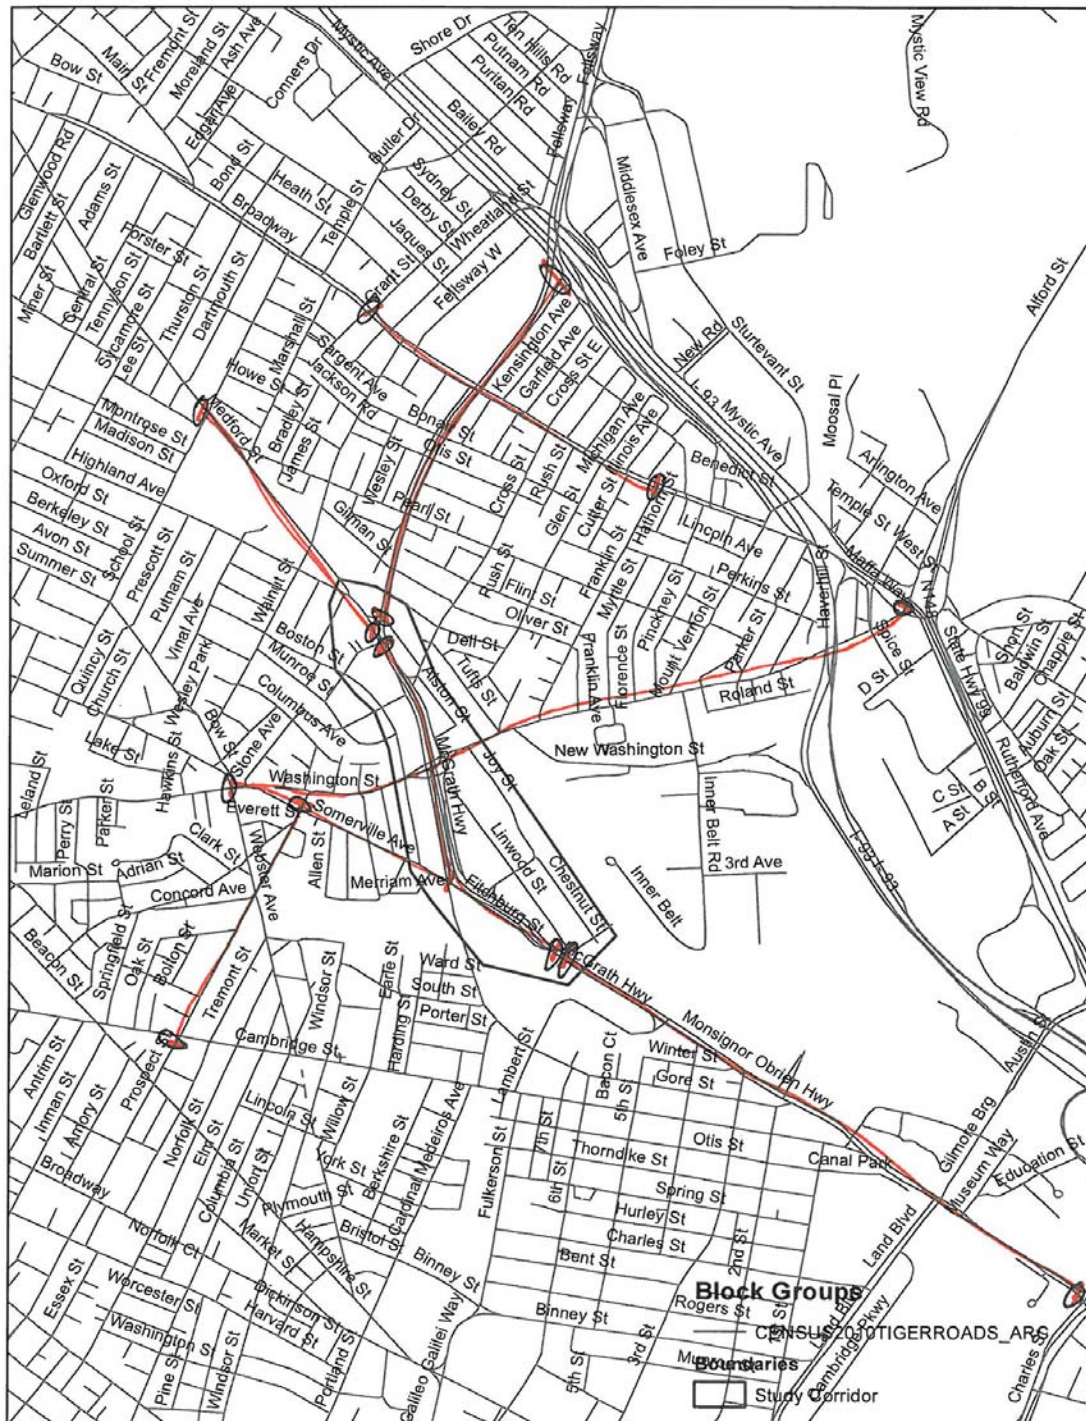 Mystic Ave
Shore Dr
Ten Hills Rd
Putnam Rd
Puritan Rd
Fellsway
Mystic View Rd
Bow St
Main St
Fremont St
Moreland St
Ash Ave
Edgar Ave
Conners Dr
Bailey Rd
Butler Dr
Fellsway
Middlesex Ave
Glenwood Rd
Bartlett St
Adams St
Bond St
Heath St
Broadway
Temple St
Sydney St
Derby St
Jaques St
Wheatland St
Fellsway W
Foley St
Alford St
Miner St
Central St
Forster St
Tennyson St
Sycamore St
Thurston St
Dartmouth St
Grant St
Lee St
Marshall St
Howe St
Sargent Ave
Jackson Rd
Kensington Ave
Garfield Ave
Cross St E
New Rd
Sturtevant St
I- 93
Mystic Ave
Moosal Pl
Montrose St
Madison St
Medford St
Bradley St
James St
Bonair St
Otis St
Michigan Ave
Illinois Ave
Benedict St
Arlington Ave
Highland Ave
Oxford St
Berkeley St
Avon St
Summer St
School St
Wesley St
Pearl St
Gilman St
Cross St
Rush St
Glen St
Cutter St
Hathorn St
Lincoln Ave
Temple St
West St
Prescott St
Putnam St
Walnut St
Rush St
Flint St
Oliver St
Franklin St
Myrtle St
Perkins St
Haverhill St
Maffa Way
N148
Quincy St
Church St
Vinal Ave
Wesley Park
Boston St
Munroe St
Columbus Ave
Dell St
Tufts St
Alston St
Franklin Ave
Florence St
Pinckney St
Mount Vernon St
Parker St
Roland St
Spice St
D St
State Hwy 99
Short St
Baldwin St
Chappie St
Auburn St
Oak St
Lake St
Bow St
Stone Ave
Hawkins St
Washington St
McGrath Hwy
Joy St
New Washington St
Rutherford Ave
C St
B St
A St
Leland St
Perry St
Parker St
Everett St
Somerville Ave
Clark St
Webster Ave
Allen St
Linwood St
Inner Belt Rd
3rd Ave
I- 93
I- 93
Marion St
Adrian St
Concord Ave
Merriam Ave
Fitchburg St
Chestnut St
Inner Belt
Beacon St
Springfield St
Oak St
Bolton St
Tremont St
Windsor St
Earle St
Ward St
South St
Porter St
Harding St
McGrath Hwy
Monsignor Obrien Hwy
Austin St
Antrim St
Inman St
Amory St
Prospect St
Cambridge St
Lambert St
Bacon Ct
Winter St
Gore St
5th St
Norfolk St
Elm St
Lincoln St
Willow St
Berkshire St
Cardinal Medeiros Ave
Fulkerson St
7th St
Thorndike St
Otis St
Canal Park
Gilmore Brg
Museum Way
Education St
Broadway
Columbia St
Union St
York St
Plymouth St
6th St
Spring St
Hurley St
Charles St
Land Blvd
Norfolk Ct
Market St
Hampshire St
Bristol St
Binney St
Bent St
2nd St
Essex St
Worcester St
Washington St
Dickinson St
Harvard St
Portland St
Galileo Galilei Way
Binney St
Rogers St
1st St
Land Blvd
Cambridge Pkwy
Pine St
Windsor St
5th St
3rd St
Charles St
Block Groups
CENSUS2010TIGERROADS_ARC
Boundaries
Study Corridor